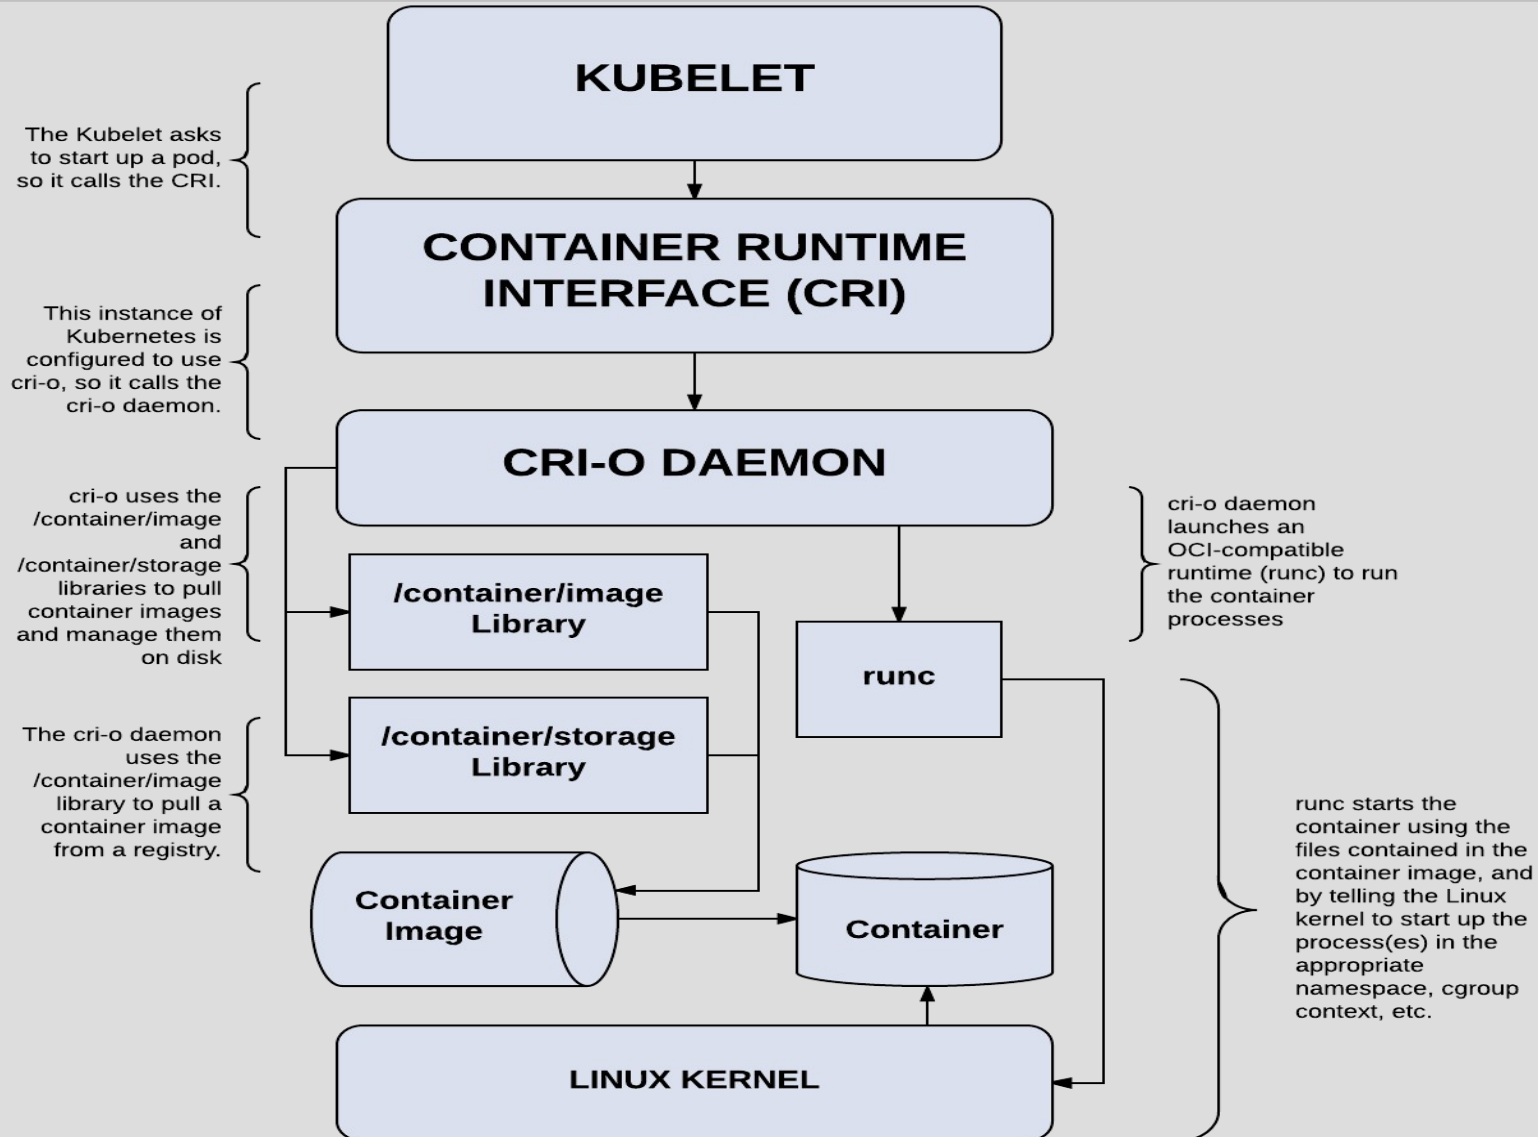 KUBELET
The Kubelet asks
to start up a pod,
so it calls the CRI.
CONTAINER RUNTIME
INTERFACE (CRI)
This instance of
Kubernetes is
configured to use
cri-o, so it calls the
cri-o daemon.
CRI-O DAEMON
cri-o uses the
/container/image
and
/container/storage
libraries to pull
container images
and manage them
on disk
cri-o daemon
launches an
OCI-compatible
runtime (runc) to run
the container
processes
/container/image
Library
runc
/container/storage
Library
The cri-o daemon
uses the
/container/image
library to pull a
container image
from a registry.
runc starts the
container using the
files contained in the
container image, and
by telling the Linux
kernel to start up the
process(es) in the
appropriate
namespace, cgroup
context, etc.
Container
Image
Container
LINUX KERNEL